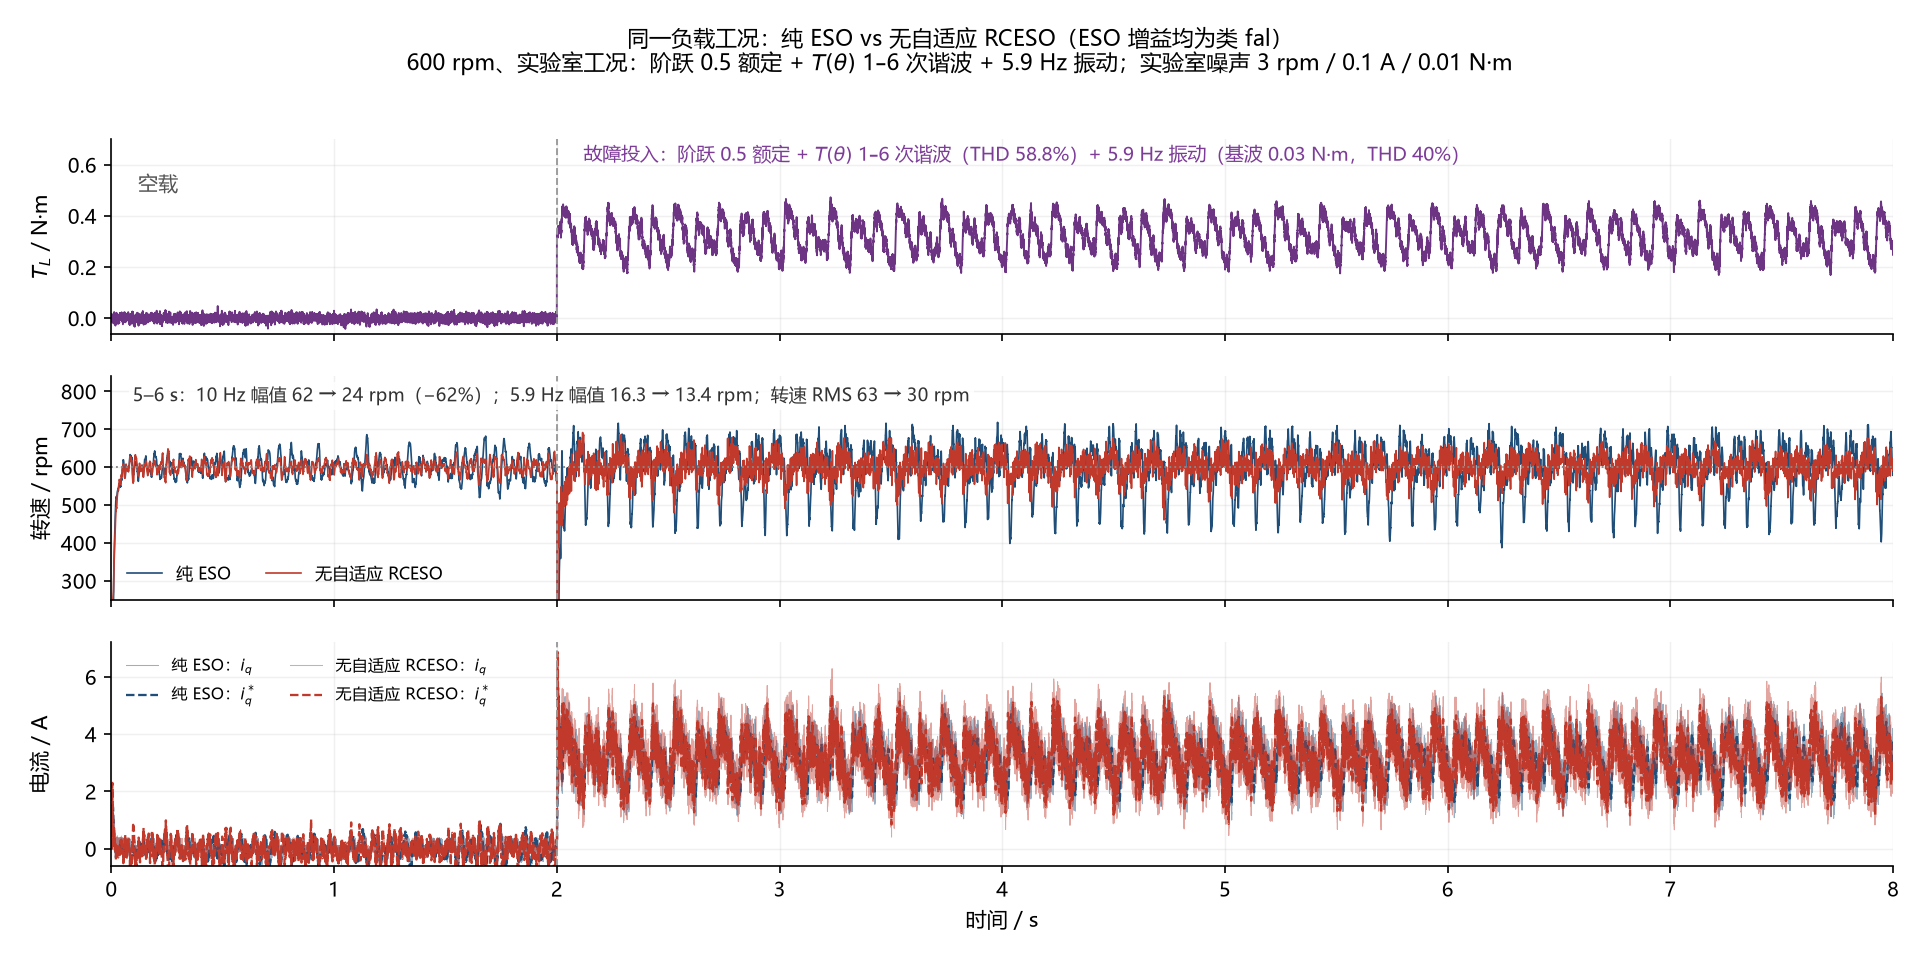 同一负载工况：纯 ESO vs 无自适应 RCESO（ESO 增益均为类 fal）
600 rpm、实验室工况：阶跃 0.5 额定 + T(θ) 1–6 次谐波 + 5.9 Hz 振动；实验室噪声 3 rpm / 0.1 A / 0.01 N·m
故障投入：阶跃 0.5 额定 + T(θ) 1–6 次谐波（THD 58.8%）+ 5.9 Hz 振动（基波 0.03 N·m，THD 40%）
空载
T_L / N·m
0.6
0.4
0.2
0.0
5–6 s：10 Hz 幅值 62 → 24 rpm（−62%）；5.9 Hz 幅值 16.3 → 13.4 rpm；转速 RMS 63 → 30 rpm
转速 / rpm
800
700
600
500
400
300
纯 ESO
无自适应 RCESO
纯 ESO：i_q
无自适应 RCESO：i_q
纯 ESO：i_q^*
无自适应 RCESO：i_q^*
电流 / A
6
4
2
0
0 1 2 3 4 5 6 7 8
时间 / s